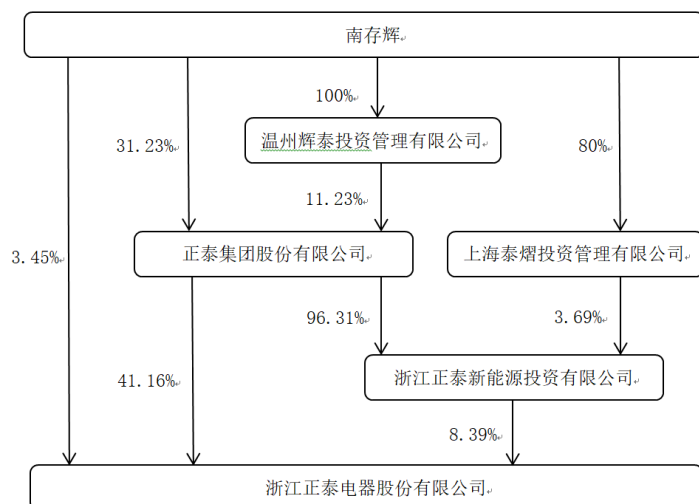 南存辉
100%
温州辉泰投资管理有限公司
31.23%
80%
11.23%
3.45%
正泰集团股份有限公司
上海泰熠投资管理有限公司
96.31%
3.69%
41.16%
浙江正泰新能源投资有限公司
8.39%
浙江正泰电器股份有限公司